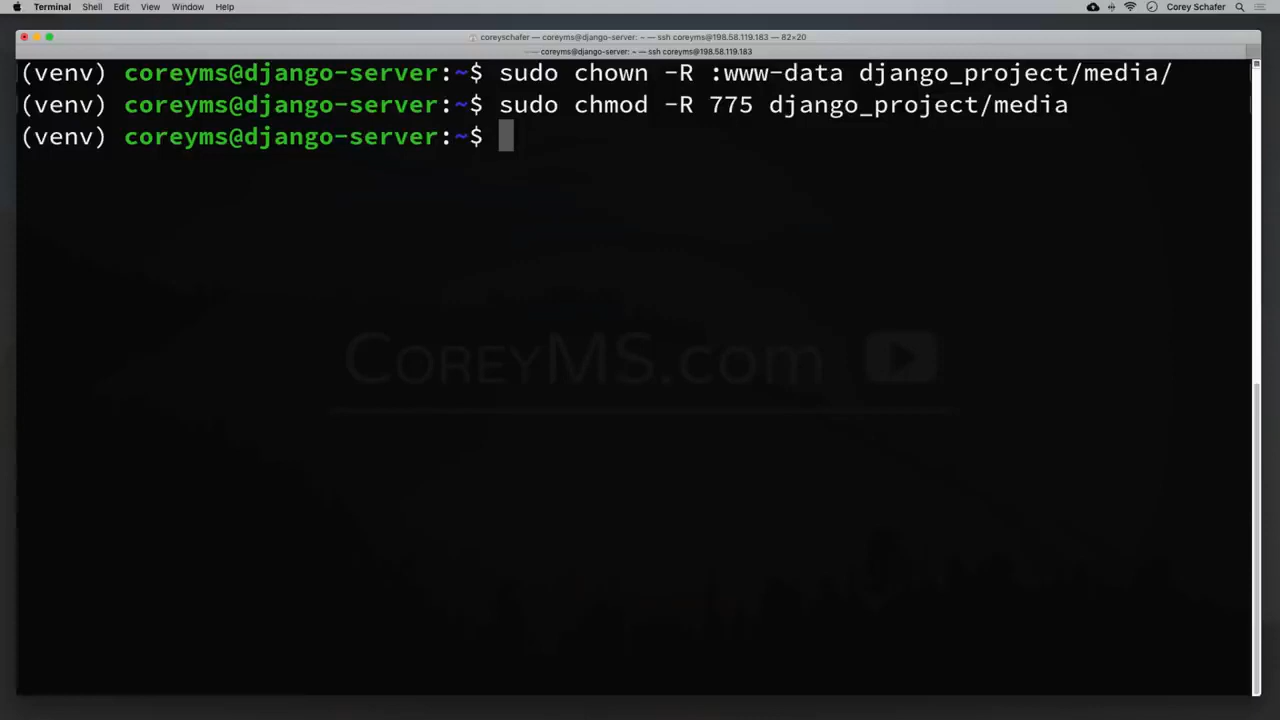 Terminal Shell Edit View Window Help Corey Schafer
coreyschafer — coreyms@django-server: ~ — ssh coreyms@198.58.119.183 — 82×20
coreyms@django-server: ~ — ssh coreyms@198.58.119.183
(venv) coreyms@django-server:~$ sudo chown -R :www-data django_project/media/
(venv) coreyms@django-server:~$ sudo chmod -R 775 django_project/media
(venv) coreyms@django-server:~$
CoreyMS.com